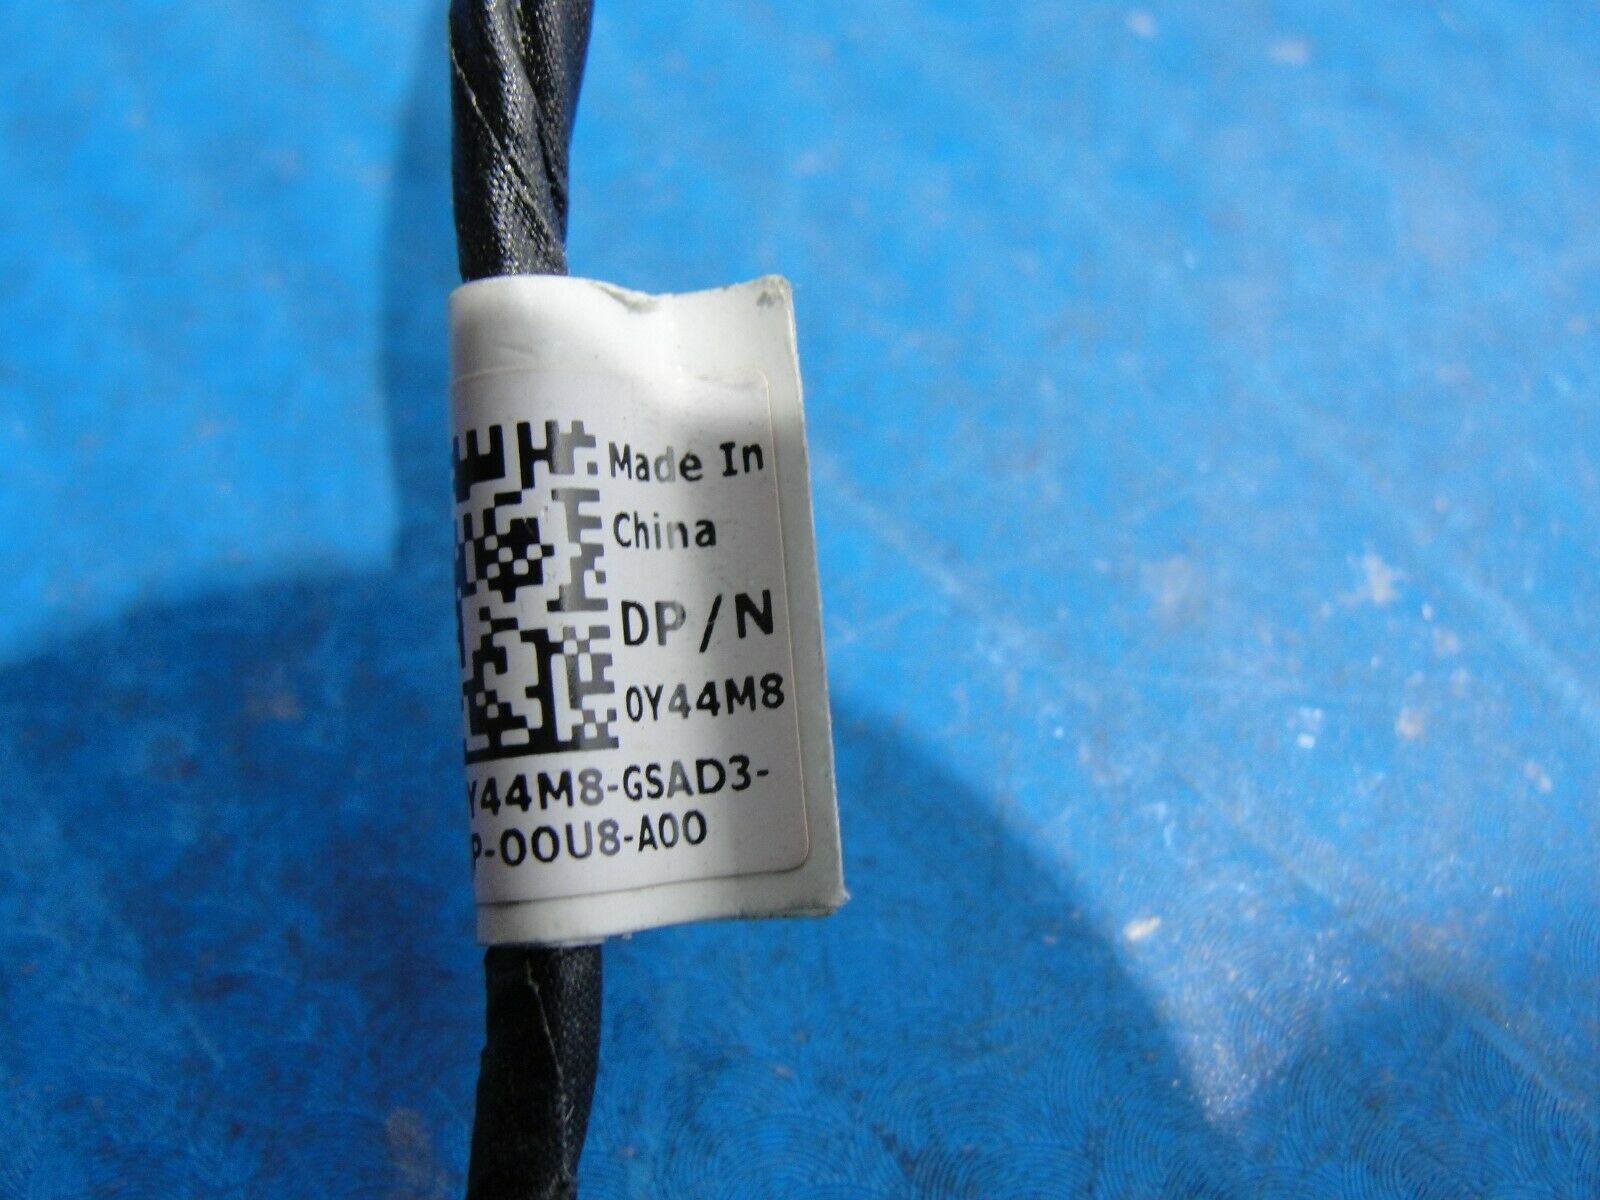 Made In
China
DP/N
0Y44M8
Y44M8-GSAD3-
P-00U8-A00